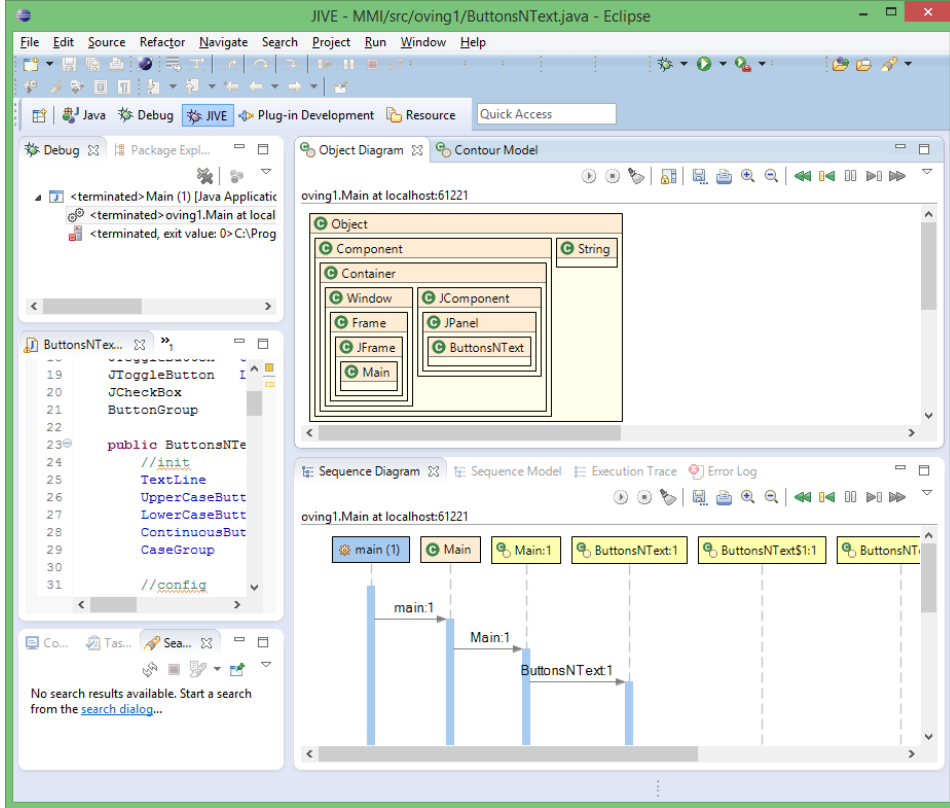 JIVE - MMI/src/oving1/ButtonsNText.java - Eclipse
File Edit Source Refactor Navigate Search Project Run Window Help
Java Debug JIVE Plug-in Development Resource Quick Access
Debug Package Expl...
<terminated>Main (1) [Java Applicatic
<terminated>oving1.Main at local
<terminated, exit value: 0>C:\Prog
Object Diagram Contour Model
oving1.Main at localhost:61221
Object
Component String
Container
Window JComponent
Frame JPanel
JFrame ButtonsNText
Main
ButtonsNTex... »1
19 JToggleButton
20 JCheckBox
21 ButtonGroup
22
23 public ButtonsNTe
24 //init
25 TextLine
26 UpperCaseButt
27 LowerCaseButt
28 ContinuousBut
29 CaseGroup
30
31 //config
Sequence Diagram Sequence Model Execution Trace Error Log
oving1.Main at localhost:61221
main (1) Main Main:1 ButtonsNText:1 ButtonsNText$1:1 ButtonsNT
main:1
Main:1
ButtonsNText:1
Co... Tas... Sea...
No search results available. Start a search
from the search dialog...